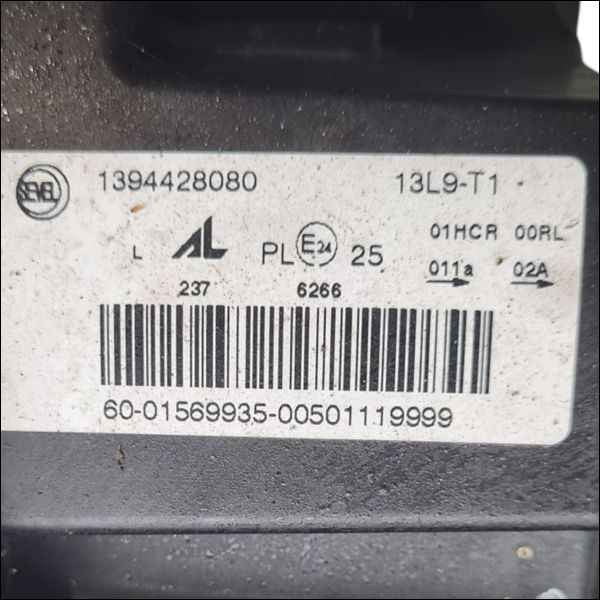 SEVEL 1394428080 13L9-T1
01HCR 00RL
L AL PL E24 25
011a 02A
237 6266
60-01569935-00501119999